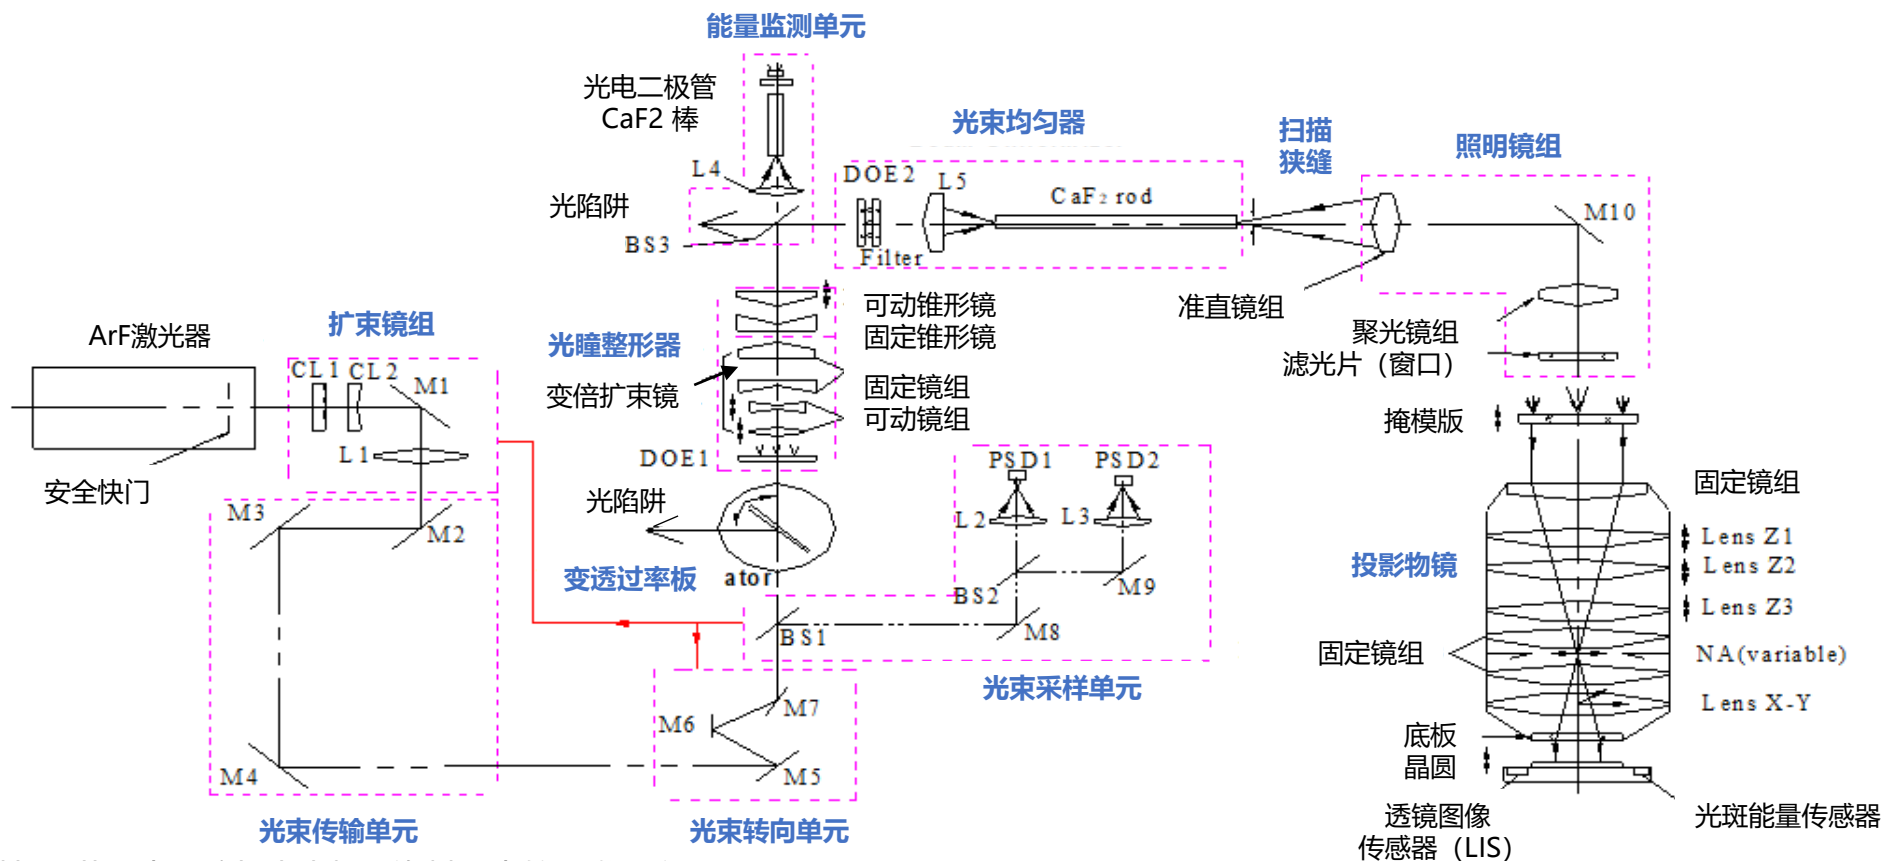 能量监测单元
光电二极管
CaF2 棒
光束均匀器
扫描
狭缝
照明镜组
L4
DOE2
L5
CaF2 rod
光陷阱
BS3
Filter
M10
可动锥形镜
固定锥形镜
准直镜组
聚光镜组
滤光片（窗口）
扩束镜组
ArF激光器
光瞳整形器
变倍扩束镜
固定镜组
可动镜组
CL1
CL2
M1
L1
安全快门
掩模版
DOE1
PSD1
PSD2
光陷阱
L2
L3
固定镜组
M3
M2
Lens Z1
Lens Z2
Lens Z3
投影物镜
变透过率板
ator
BS2
M9
BS1
M8
固定镜组
NA(variable)
Lens X-Y
光束采样单元
M7
M6
M5
M4
底板
晶圆
光束传输单元
光束转向单元
透镜图像
传感器（LIS）
光斑能量传感器